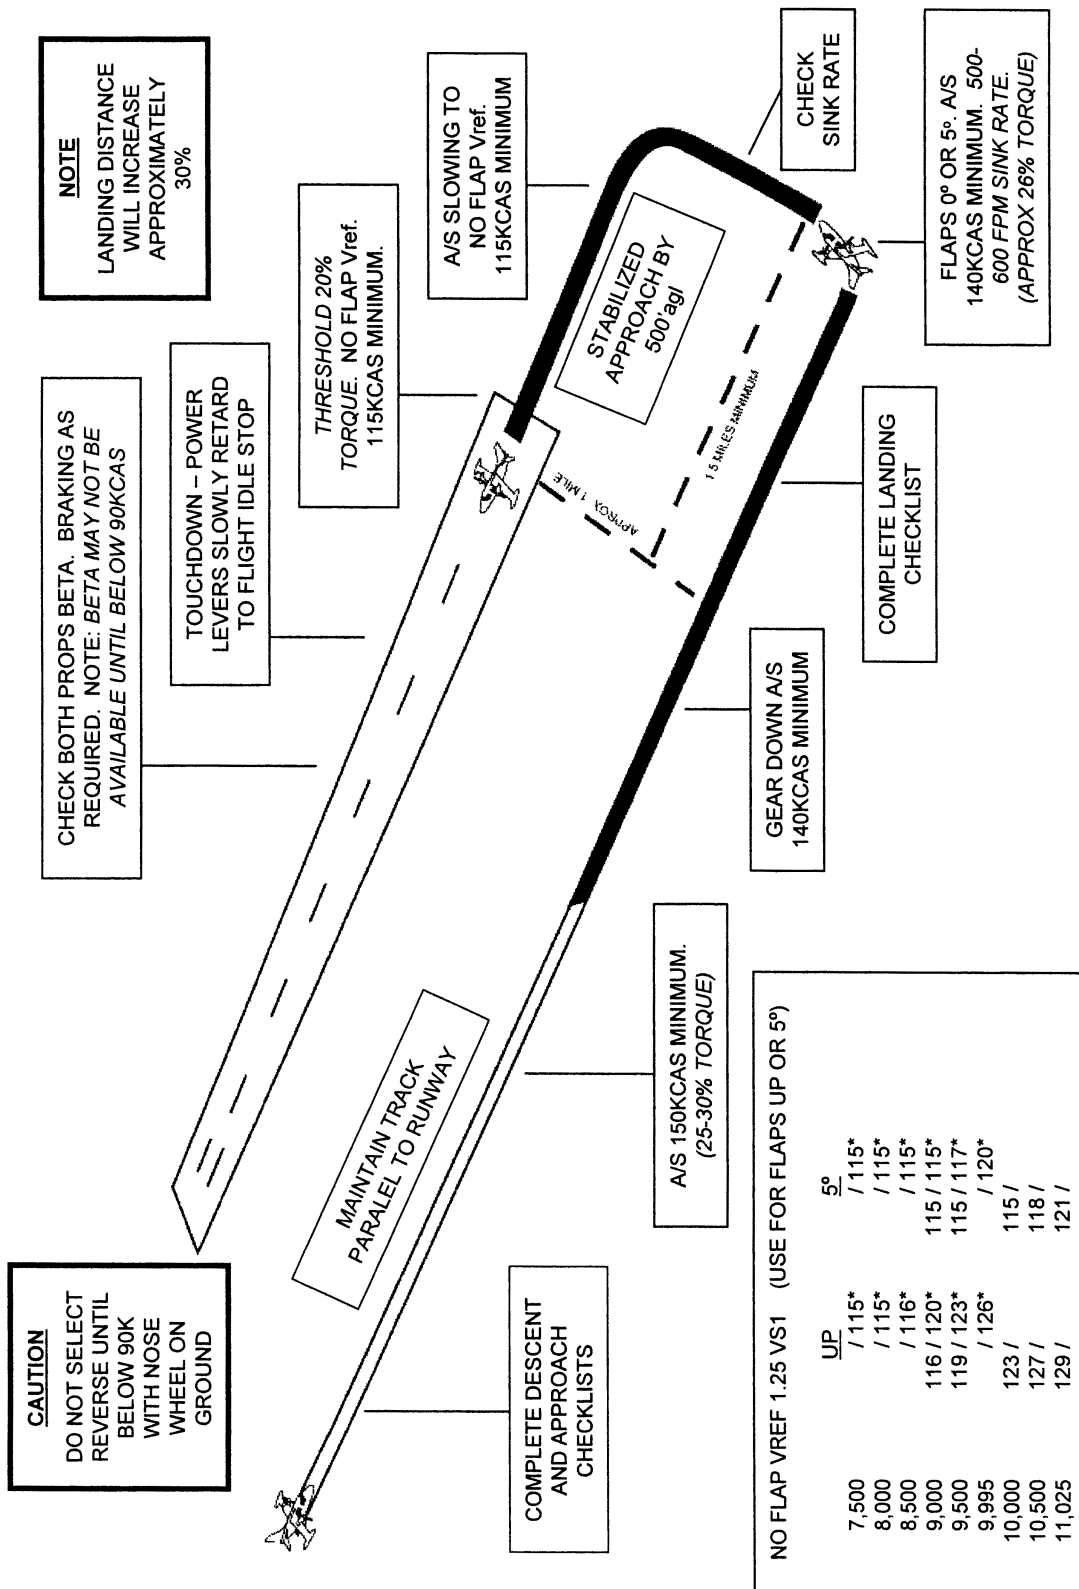 CAUTION
DO NOT SELECT
REVERSE UNTIL
BELOW 90K
WITH NOSE
WHEEL ON
GROUND
CHECK BOTH PROPS BETA. BRAKING AS
REQUIRED. NOTE: BETA MAY NOT BE
AVAILABLE UNTIL BELOW 90KCAS
NOTE
LANDING DISTANCE
WILL INCREASE
APPROXIMATELY
30%
TOUCHDOWN – POWER
LEVERS SLOWLY RETARD
TO FLIGHT IDLE STOP
THRESHOLD 20%
TORQUE. NO FLAP Vref.
115KCAS MINIMUM.
A/S SLOWING TO
NO FLAP Vref.
115KCAS MINIMUM
MAINTAIN TRACK
PARALEL TO RUNWAY
STABILIZED
APPROACH BY
500'agl
APPROX 1 MILE
1.5 MILES MINIMUM
CHECK
SINK RATE
COMPLETE DESCENT
AND APPROACH
CHECKLISTS
A/S 150KCAS MINIMUM.
(25-30% TORQUE)
GEAR DOWN A/S
140KCAS MINIMUM
COMPLETE LANDING
CHECKLIST
FLAPS 0º OR 5º. A/S
140KCAS MINIMUM. 500-
600 FPM SINK RATE.
(APPROX 26% TORQUE)
NO FLAP VREF 1.25 VS1 (USE FOR FLAPS UP OR 5º)
UP 5º
7,500 / 115* / 115*
8,000 / 115* / 115*
8,500 / 116* / 115*
9,000 116 / 120* 115 / 115*
9,500 119 / 123* 115 / 117*
9,995 / 126* / 120*
10,000 123 / 115 /
10,500 127 / 118 /
11,025 129 / 121 /